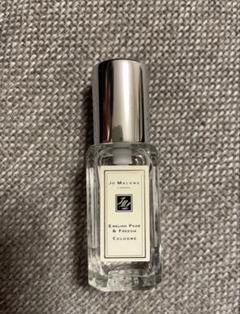 JO MALONE
LONDON
ENGLISH PEAR
& FREESIA
COLOGNE